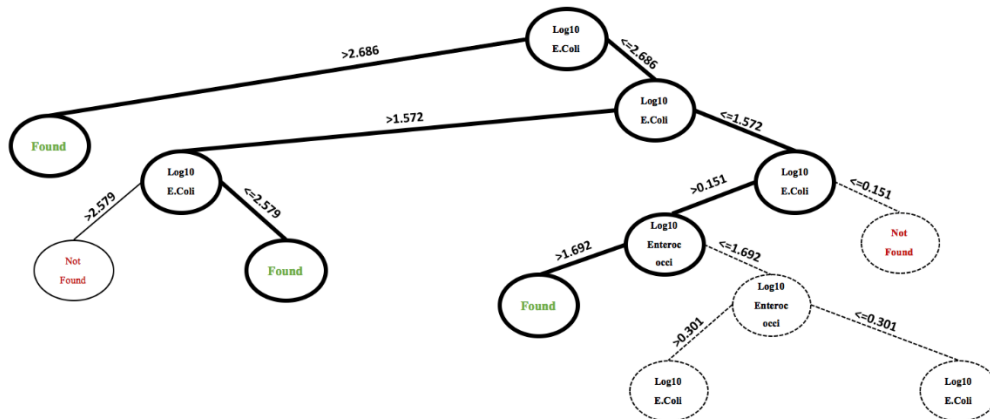 Log10
E.Coli
>2.686
<=2.686
Log10
E.Coli
>1.572
<=1.572
Found
Log10
E.Coli
Log10
E.Coli
>2.579
<=2.579
>0.151
<=0.151
Log10
Enteroc
occi
Not
Found
>1.692
<=1.692
Not
Found
Found
Found
Log10
Enteroc
occi
>0.301
<=0.301
Log10
E.Coli
Log10
E.Coli